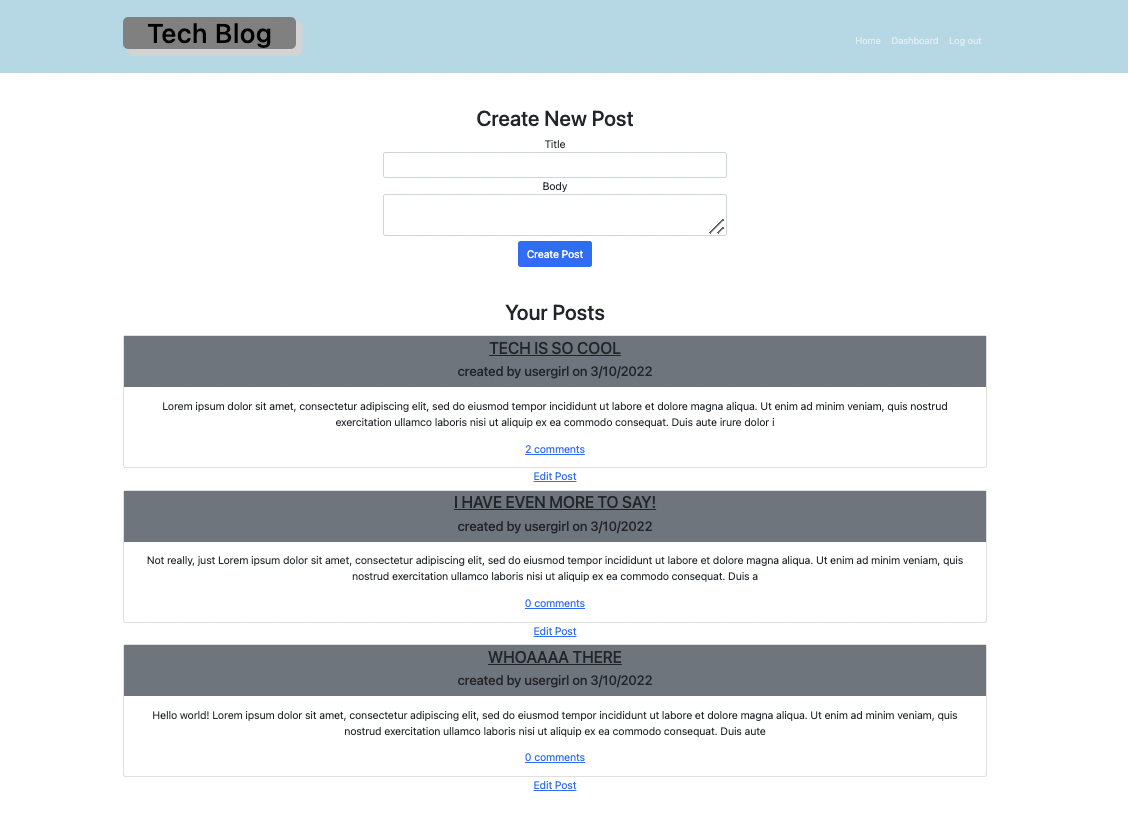 Tech Blog
Home Dashboard Log out
Create New Post
Title
Body
Create Post
Your Posts
TECH IS SO COOL
created by usergirl on 3/10/2022
Lorem ipsum dolor sit amet, consectetur adipiscing elit, sed do eiusmod tempor incididunt ut labore et dolore magna aliqua. Ut enim ad minim veniam, quis nostrud
exercitation ullamco laboris nisi ut aliquip ex ea commodo consequat. Duis aute irure dolor i
2 comments
Edit Post
I HAVE EVEN MORE TO SAY!
created by usergirl on 3/10/2022
Not really, just Lorem ipsum dolor sit amet, consectetur adipiscing elit, sed do eiusmod tempor incididunt ut labore et dolore magna aliqua. Ut enim ad minim veniam, quis
nostrud exercitation ullamco laboris nisi ut aliquip ex ea commodo consequat. Duis a
0 comments
Edit Post
WHOAAAA THERE
created by usergirl on 3/10/2022
Hello world! Lorem ipsum dolor sit amet, consectetur adipiscing elit, sed do eiusmod tempor incididunt ut labore et dolore magna aliqua. Ut enim ad minim veniam, quis
nostrud exercitation ullamco laboris nisi ut aliquip ex ea commodo consequat. Duis aute
0 comments
Edit Post